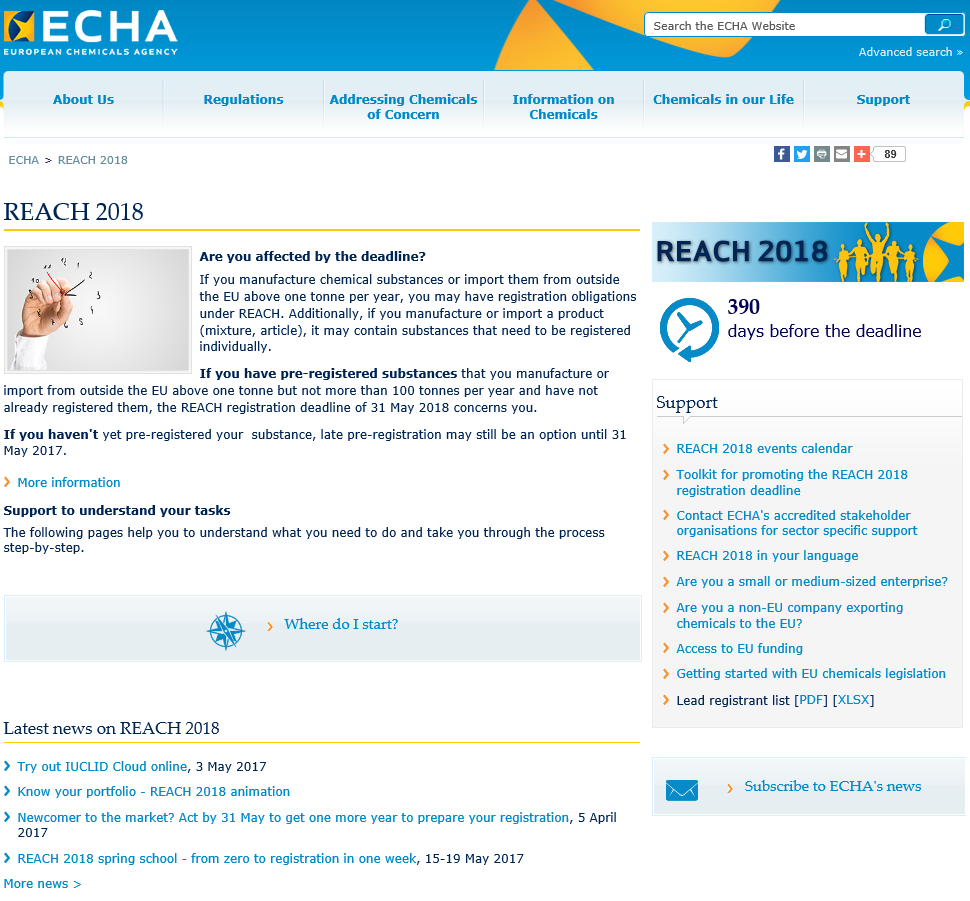 ECHA
EUROPEAN CHEMICALS AGENCY
Search the ECHA Website
Advanced search »
About Us
Regulations
Addressing Chemicals
of Concern
Information on
Chemicals
Chemicals in our Life
Support
ECHA > REACH 2018
89
REACH 2018
Are you affected by the deadline?
If you manufacture chemical substances or import them from outside
the EU above one tonne per year, you may have registration obligations
under REACH. Additionally, if you manufacture or import a product
(mixture, article), it may contain substances that need to be registered
individually.
If you have pre-registered substances that you manufacture or
import from outside the EU above one tonne but not more than 100 tonnes per year and have not
already registered them, the REACH registration deadline of 31 May 2018 concerns you.
If you haven't yet pre-registered your  substance, late pre-registration may still be an option until 31
May 2017.
More information
Support to understand your tasks
The following pages help you to understand what you need to do and take you through the process
step-by-step.
Where do I start?
Latest news on REACH 2018
Try out IUCLID Cloud online, 3 May 2017
Know your portfolio - REACH 2018 animation
Newcomer to the market? Act by 31 May to get one more year to prepare your registration, 5 April
2017
REACH 2018 spring school - from zero to registration in one week, 15-19 May 2017
More news >
REACH 2018
390
days before the deadline
Support
REACH 2018 events calendar
Toolkit for promoting the REACH 2018
registration deadline
Contact ECHA's accredited stakeholder
organisations for sector specific support
REACH 2018 in your language
Are you a small or medium-sized enterprise?
Are you a non-EU company exporting
chemicals to the EU?
Access to EU funding
Getting started with EU chemicals legislation
Lead registrant list [PDF] [XLSX]
Subscribe to ECHA's news